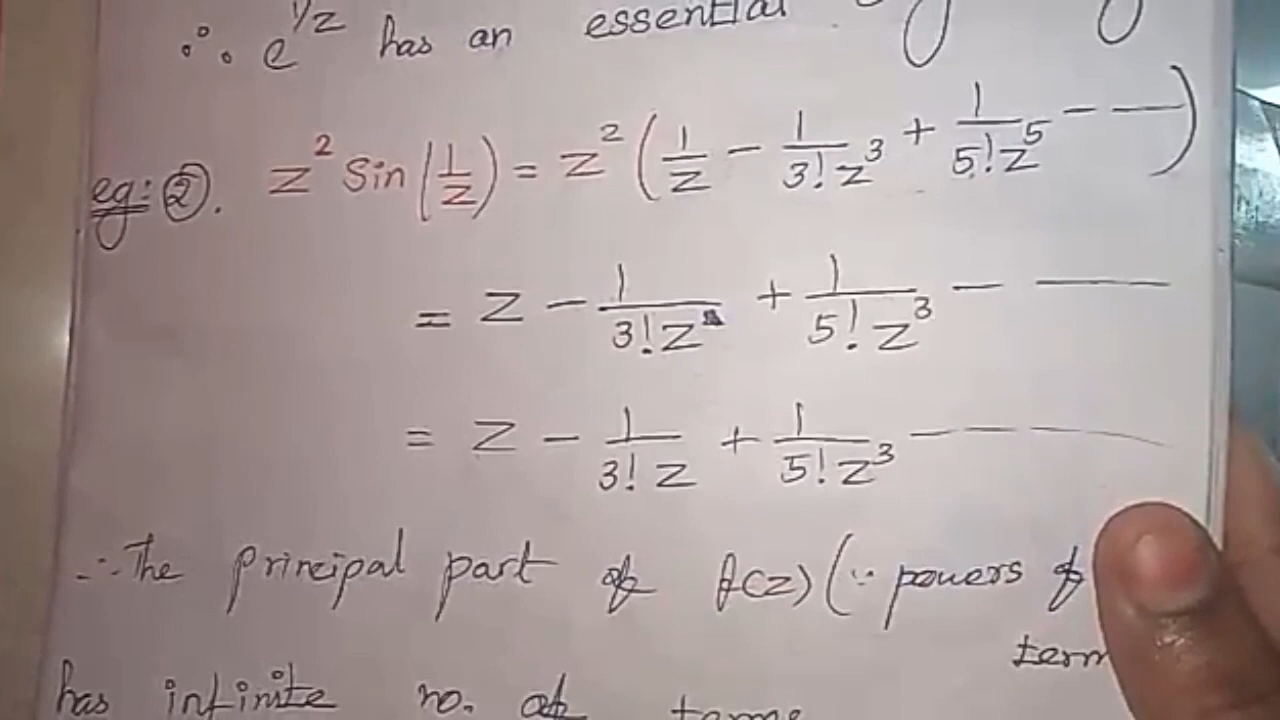 ∴ e^1/z has an essential
eg: ②. z² Sin(1/z) = z² (1/z - 1/3!z³ + 1/5!z⁵ - —)
= z - 1/3!z + 1/5!z³ - —
= z - 1/3!z + 1/5!z³ —
∴ The principal part of f(z) (∵ powers of
term
has infinite no. of terms